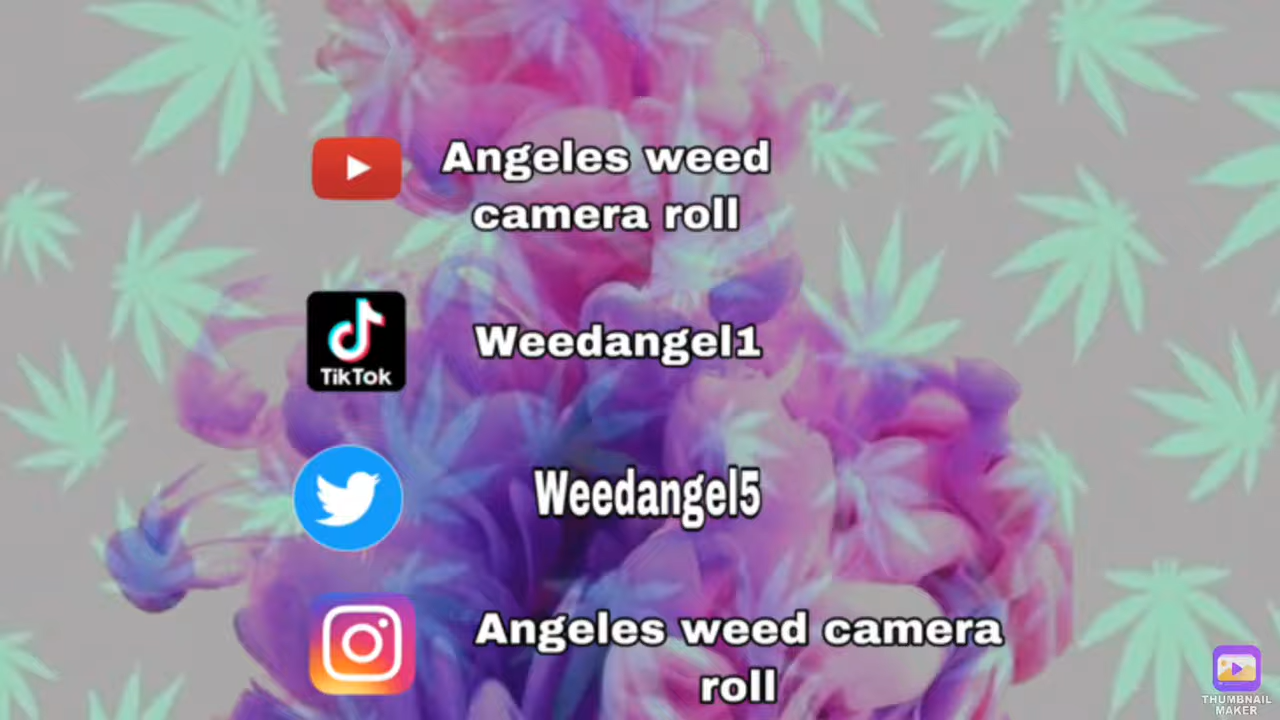 Angeles weed
camera roll
TikTok
Weedangel1
Weedangel5
Angeles weed camera
roll
THUMBNAIL
MAKER